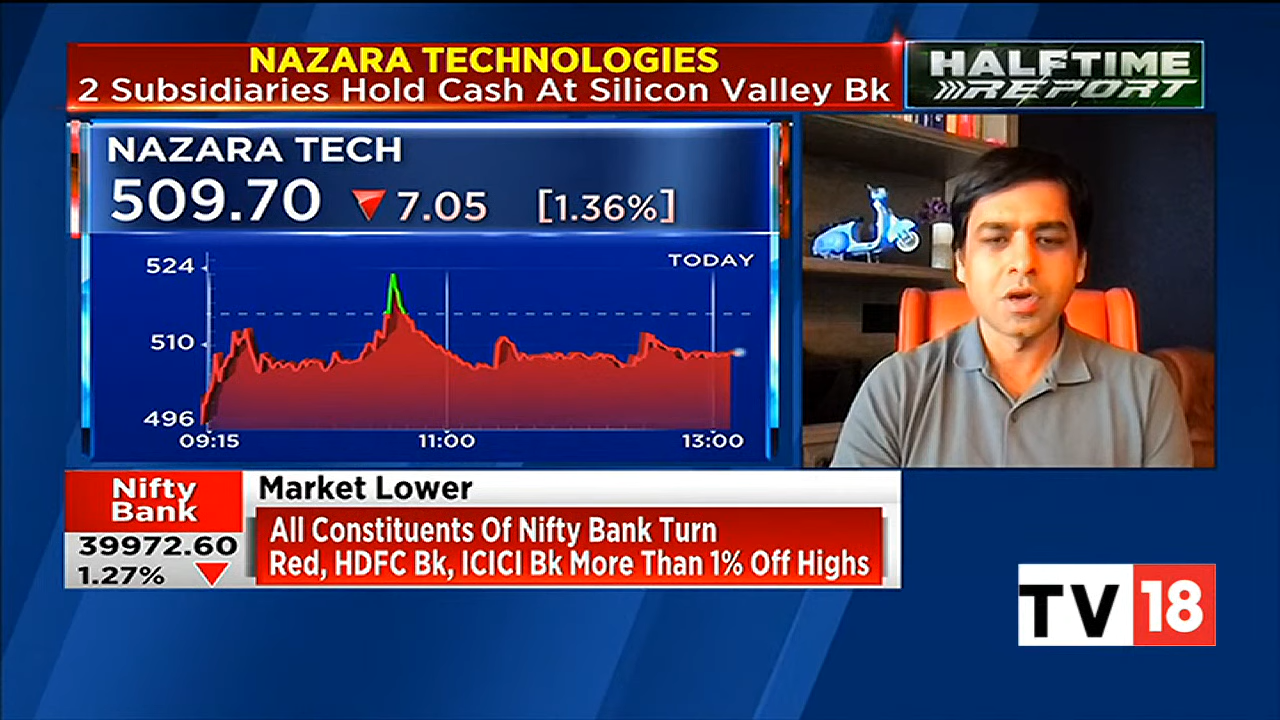 NAZARA TECHNOLOGIES
2 Subsidiaries Hold Cash At Silicon Valley Bk
HALFTIME
REPORT
NAZARA TECH
509.70 7.05 [1.36%]
TODAY
524
510
496
09:15 11:00 13:00
Nifty
Bank
39972.60
1.27%
Market Lower
All Constituents Of Nifty Bank Turn
Red, HDFC Bk, ICICI Bk More Than 1% Off Highs
TV 18